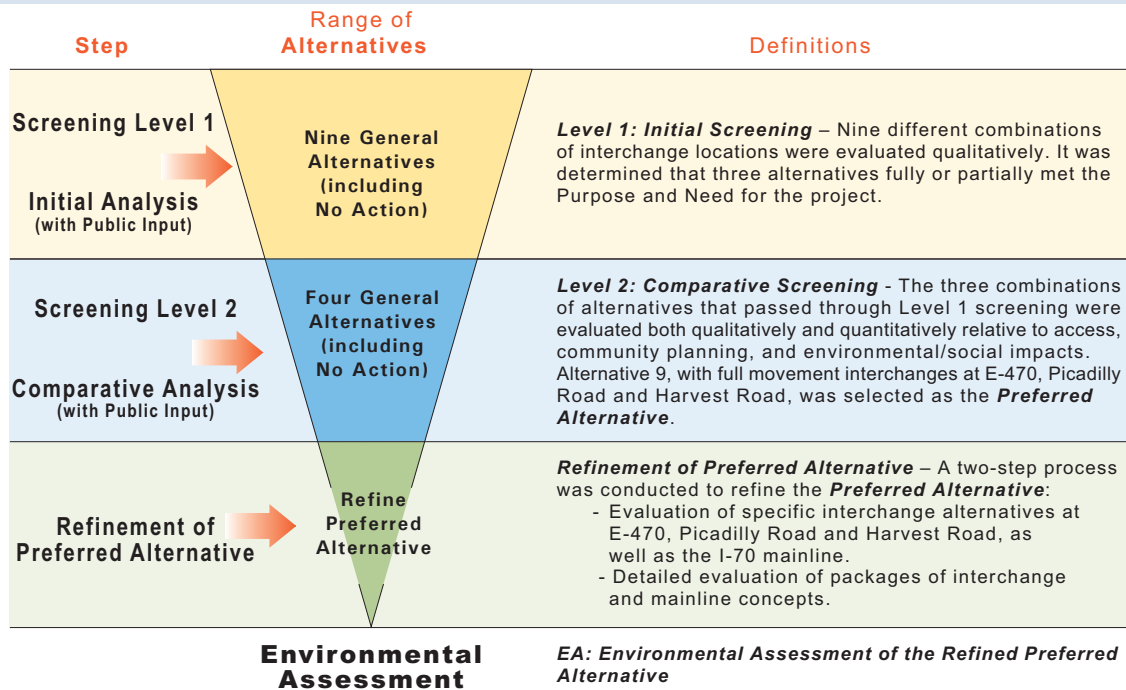 Step
Range of
Alternatives
Definitions
Screening Level 1
Initial Analysis
(with Public Input)
Nine General
Alternatives
(including
No Action)
Level 1: Initial Screening – Nine different combinations
of interchange locations were evaluated qualitatively. It was
determined that three alternatives fully or partially met the
Purpose and Need for the project.
Screening Level 2
Comparative Analysis
(with Public Input)
Four General
Alternatives
(including
No Action)
Level 2: Comparative Screening - The three combinations
of alternatives that passed through Level 1 screening were
evaluated both qualitatively and quantitatively relative to access,
community planning, and environmental/social impacts.
Alternative 9, with full movement interchanges at E-470, Picadilly
Road and Harvest Road, was selected as the Preferred
Alternative.
Refinement of
Preferred Alternative
Refine
Preferred
Alternative
Refinement of Preferred Alternative – A two-step process
was conducted to refine the Preferred Alternative:
- Evaluation of specific interchange alternatives at
E-470, Picadilly Road and Harvest Road, as
well as the I-70 mainline.
- Detailed evaluation of packages of interchange
and mainline concepts.
Environmental
Assessment
EA: Environmental Assessment of the Refined Preferred
Alternative